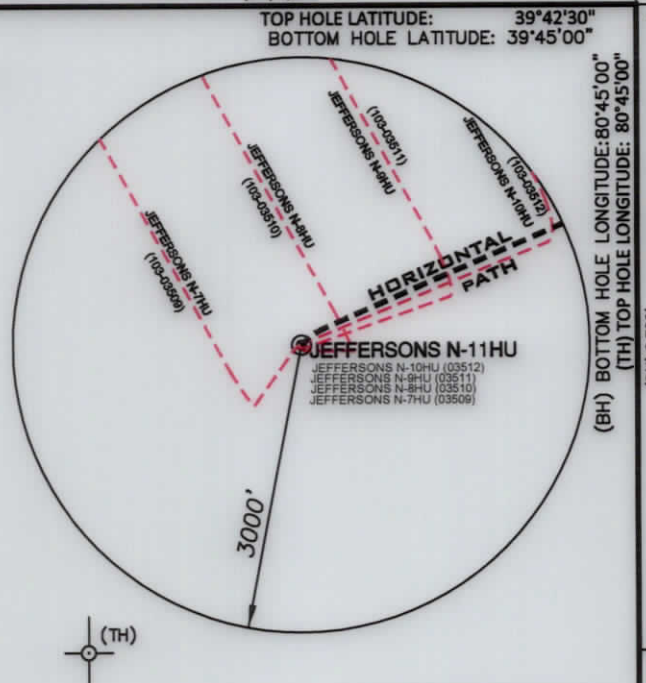 TOP HOLE LATITUDE: 39°42'30"
BOTTOM HOLE LATITUDE: 39°45'00"
(BH) BOTTOM HOLE LONGITUDE:80°45'00"
(TH) TOP HOLE LONGITUDE: 80°45'00"
JEFFERSONS N-7HU
(103-03509)
JEFFERSONS N-8HU
(103-03510)
(103-03511)
JEFFERSONS N-9HU
(103-03512)
JEFFERSONS N-10HU
HORIZONTAL
PATH
JEFFERSONS N-11HU
JEFFERSONS N-10HU (03512)
JEFFERSONS N-9HU (03511)
JEFFERSONS N-8HU (03510)
JEFFERSONS N-7HU (03509)
3000'
(TH)